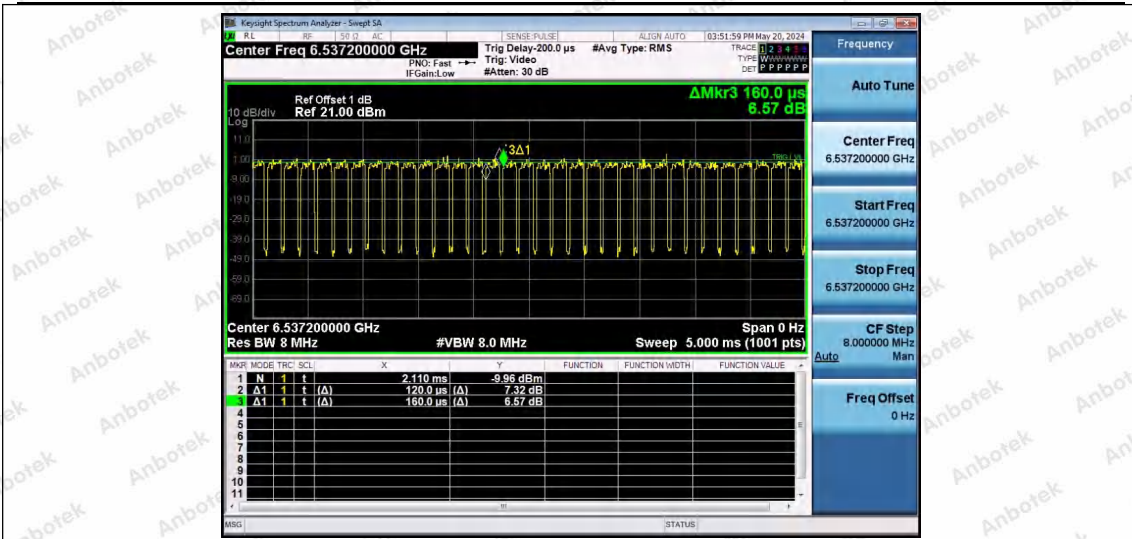 Keysight Spectrum Analyzer - Swept SA
RL RF 50 Ω AC SENSE:PULSE ALIGN AUTO 03:51:59 PM May 20, 2024
Center Freq 6.537200000 GHz
PNO: Fast
IFGain:Low
Trig Delay-200.0 µs
Trig: Video
#Atten: 30 dB
#Avg Type: RMS
TRACE 1 2 3 4 5 6
TYPE WWWWWW
DET P P P P P P
Frequency
Auto Tune
Center Freq
6.537200000 GHz
Start Freq
6.537200000 GHz
Stop Freq
6.537200000 GHz
CF Step
8.000000 MHz
Auto Man
Freq Offset
0 Hz
ΔMkr3 160.0 µs
6.57 dB
10 dB/div
Log
Ref Offset 1 dB
Ref 21.00 dBm
11.0
1.00
-9.00
-19.0
-29.0
-39.0
-49.0
-59.0
-69.0
3Δ1
Center 6.537200000 GHz Span 0 Hz
Res BW 8 MHz #VBW 8.0 MHz Sweep 5.000 ms (1001 pts)
MKR MODE TRC SCL X Y FUNCTION FUNCTION WIDTH FUNCTION VALUE
1 N 1 t 2.110 ms -9.96 dBm
2 Δ1 1 t (Δ) 120.0 µs (Δ) 7.32 dB
3 Δ1 1 t (Δ) 160.0 µs (Δ) 6.57 dB
4
5
6
7
8
9
10
11
MSG STATUS
Anbotek